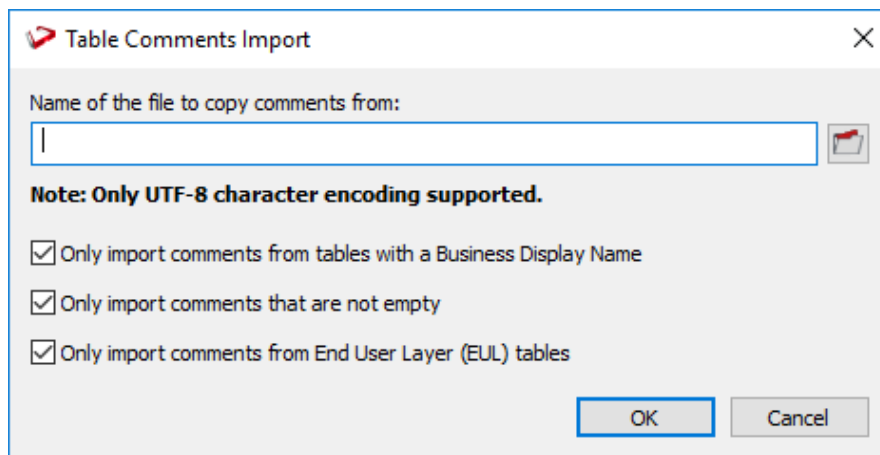 Table Comments Import
Name of the file to copy comments from:
Note: Only UTF-8 character encoding supported.
Only import comments from tables with a Business Display Name
Only import comments that are not empty
Only import comments from End User Layer (EUL) tables
OK Cancel